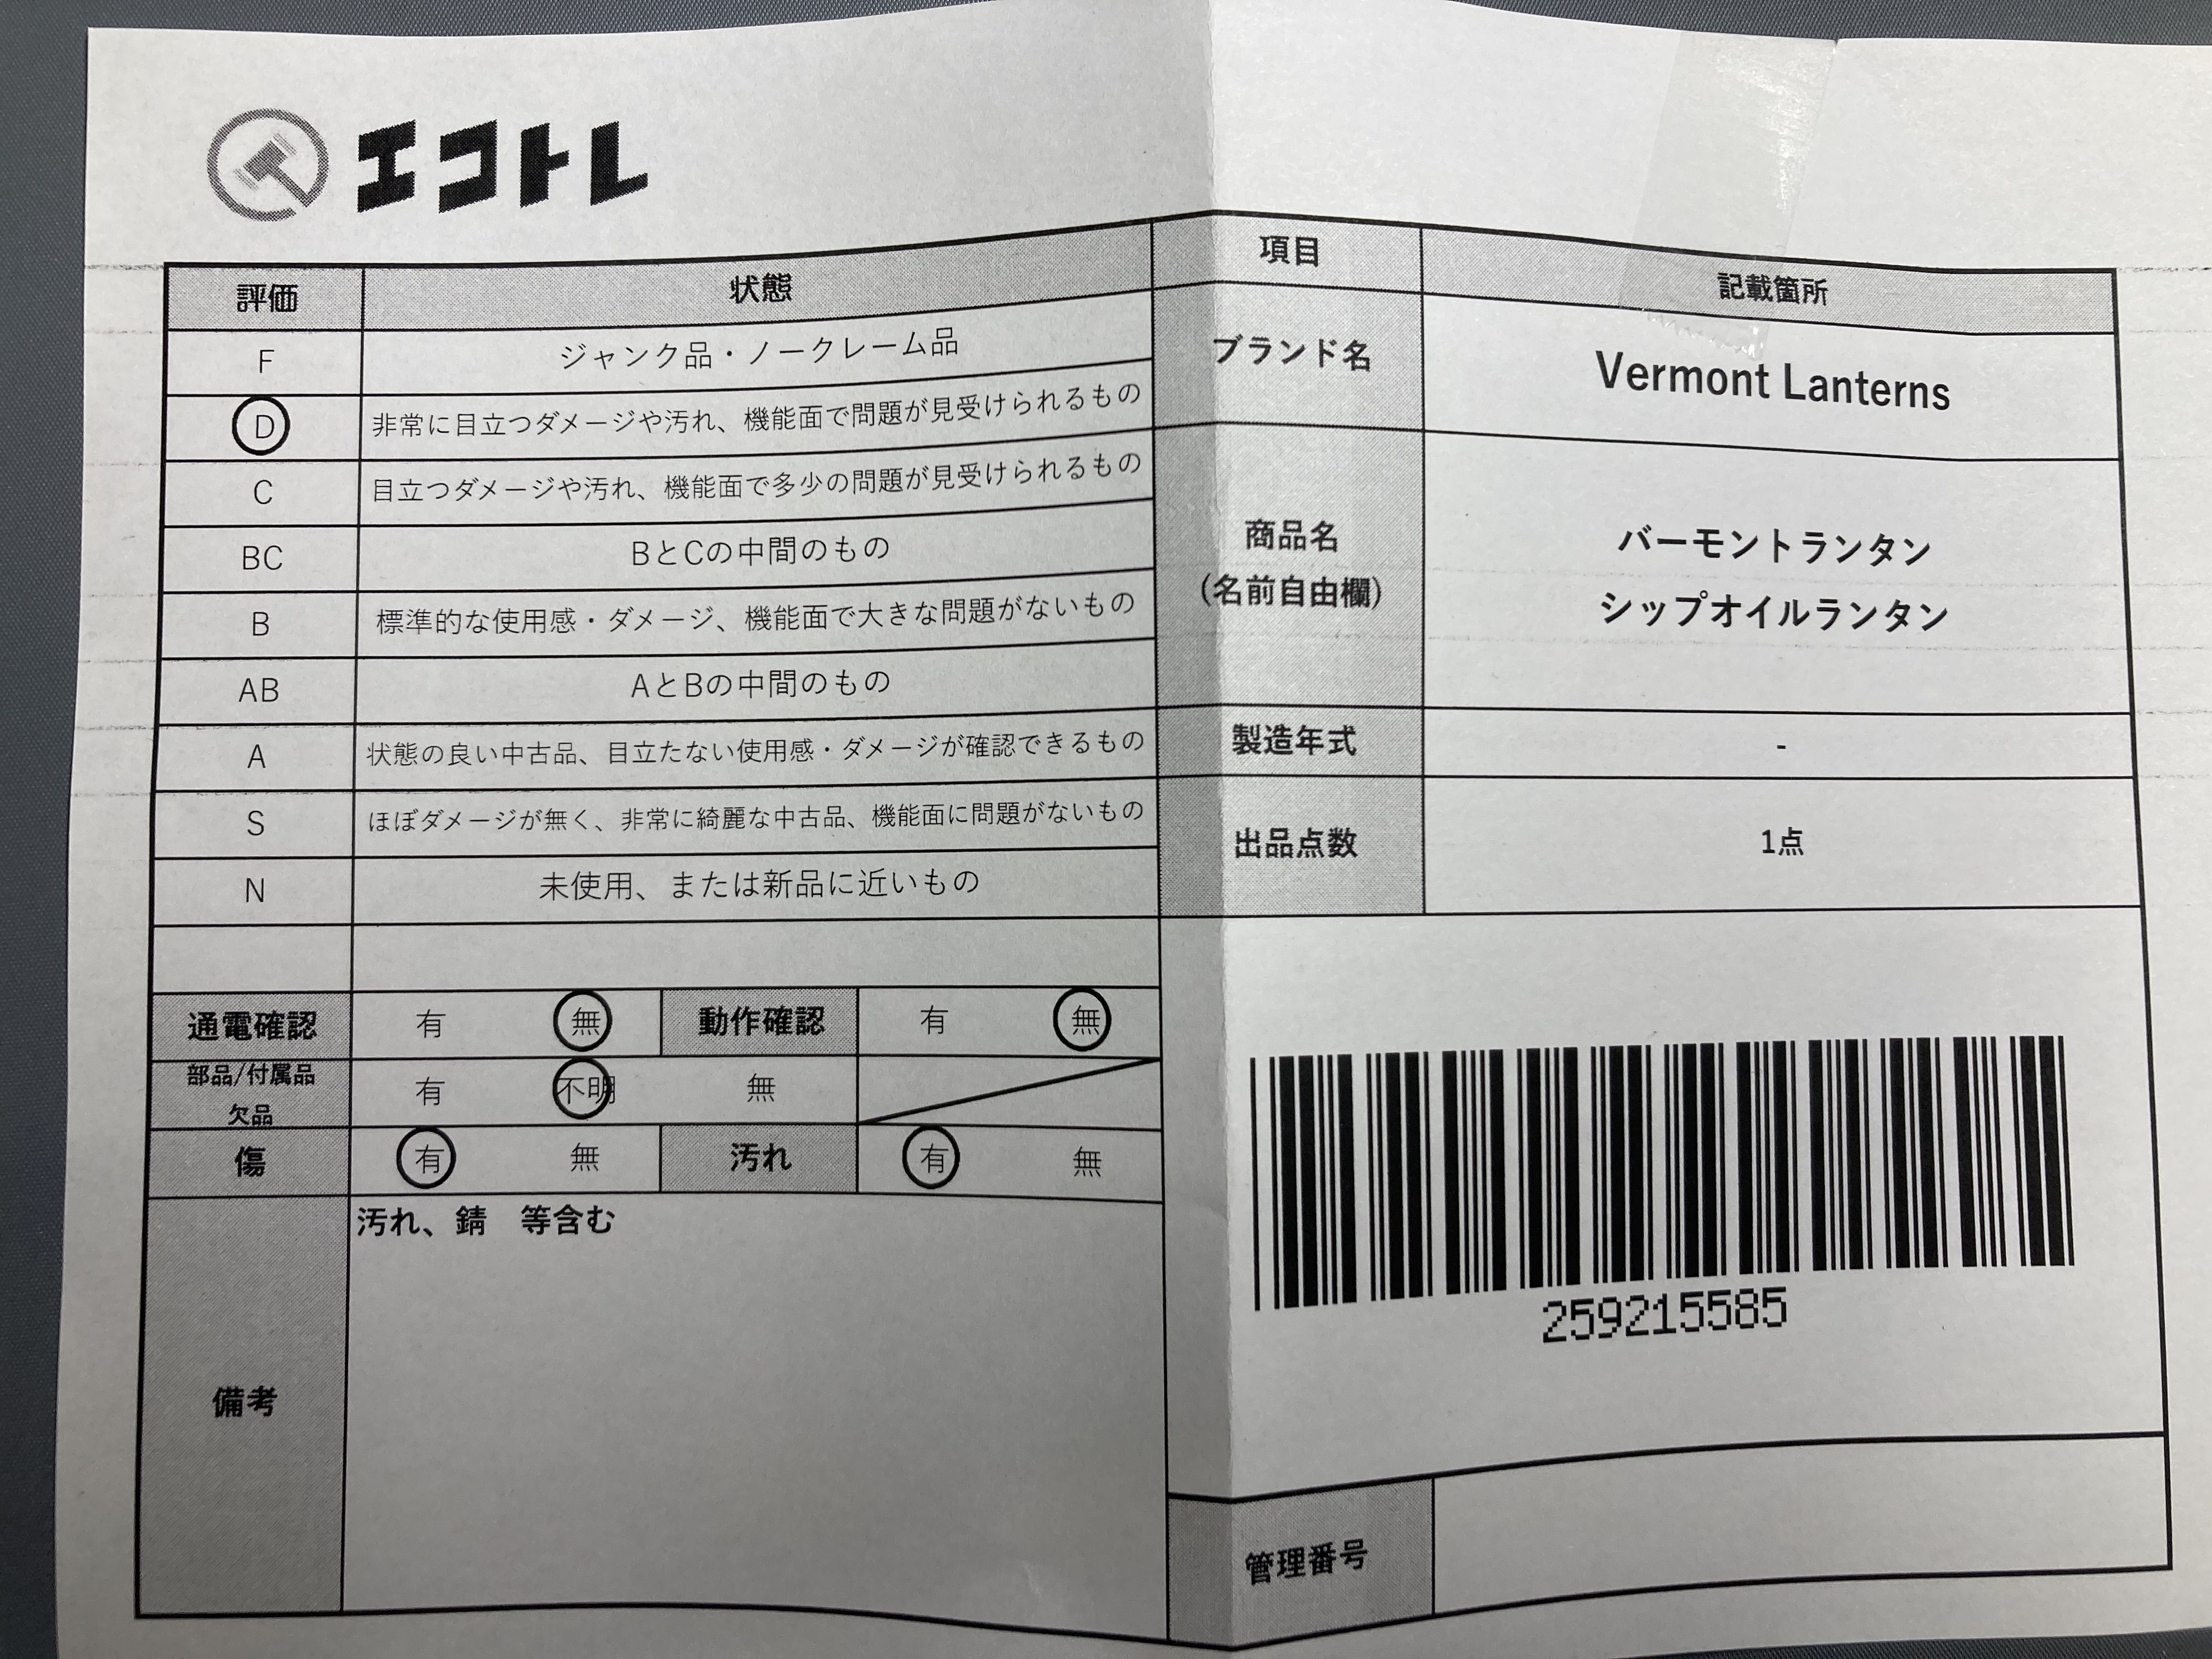 エコトレ
評価 状態
F ジャンク品・ノークレーム品
D 非常に目立つダメージや汚れ、機能面で問題が見受けられるもの
C 目立つダメージや汚れ、機能面で多少の問題が見受けられるもの
BC BとCの中間のもの
B 標準的な使用感・ダメージ、機能面で大きな問題がないもの
AB AとBの中間のもの
A 状態の良い中古品、目立たない使用感・ダメージが確認できるもの
S ほぼダメージが無く、非常に綺麗な中古品、機能面に問題がないもの
N 未使用、または新品に近いもの
通電確認 有 無 動作確認 有 無
部品/付属品
欠品 有 不明 無
傷 有 無 汚れ 有 無
備考 汚れ、錆 等含む
項目 記載箇所
ブランド名 Vermont Lanterns
商品名 バーモントランタン
(名前自由欄) シップオイルランタン
製造年式 -
出品点数 1点
259215585
管理番号